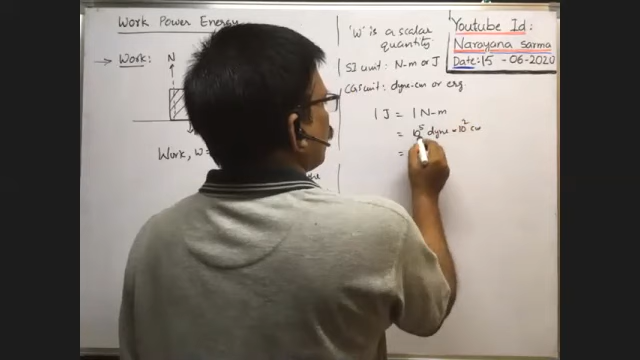 Work Power Energy
→ Work:
N
Work, W =
'W' is a scalar
quantity.
SI unit: N-m or J
CGS unit: dyne-cm or erg.
1 J = 1 N-m
= 10⁵ dyne × 10² cm
=
Youtube Id:
Narayana Sarma
Date: 15 - 06-2020